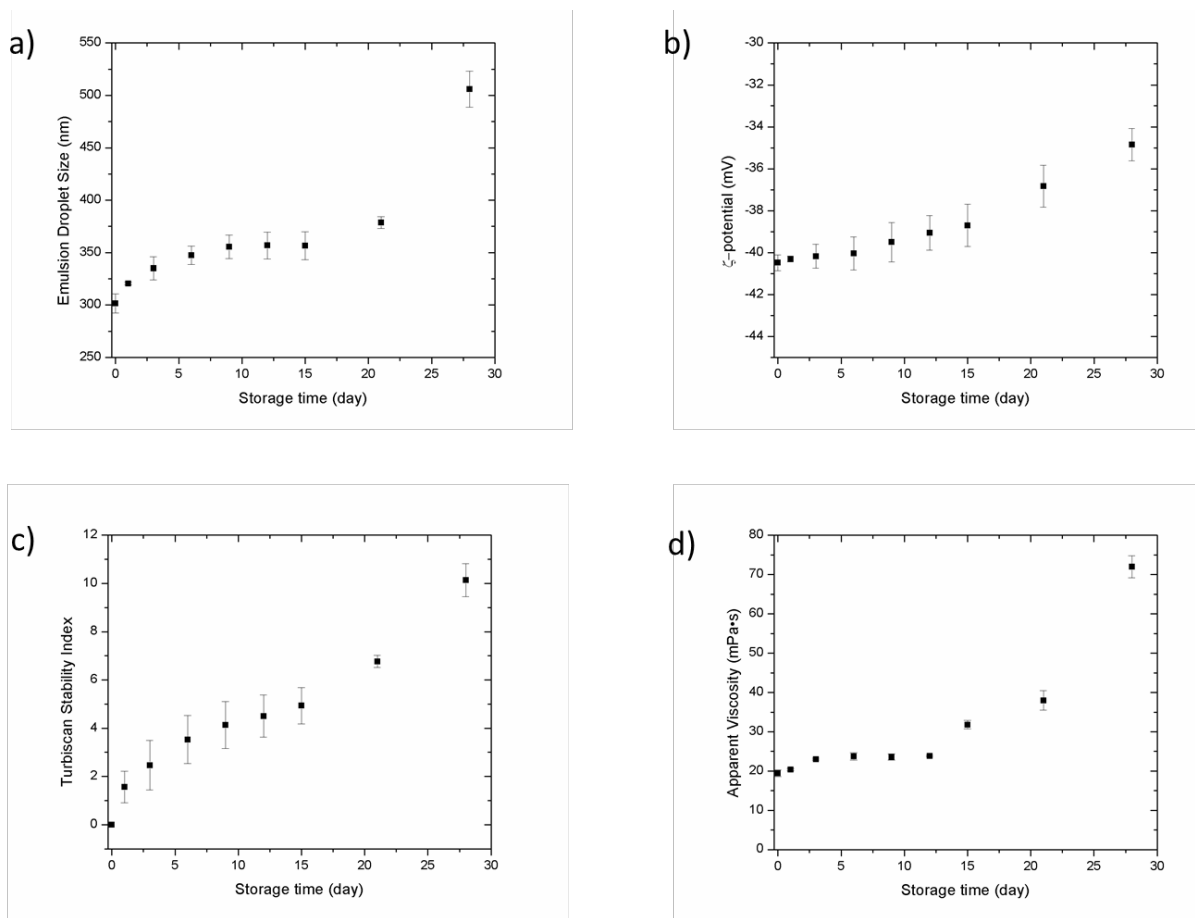 a)
550
500
450
400
350
300
250
Emulsion Droplet Size (nm)
0 5 10 15 20 25 30
Storage time (day)
b)
-30
-34
-36
-38
-40
-42
-44
ζ–potential (mV)
0 5 10 15 20 25 30
Storage time (day)
c)
12
10
8
6
4
2
0
Turbiscan Stability Index
0 5 10 15 20 25 30
Storage time (day)
d)
80
70
60
50
40
30
20
10
0
Apparent Viscosity (mPa•s)
0 5 10 15 20 25 30
Storage time (day)